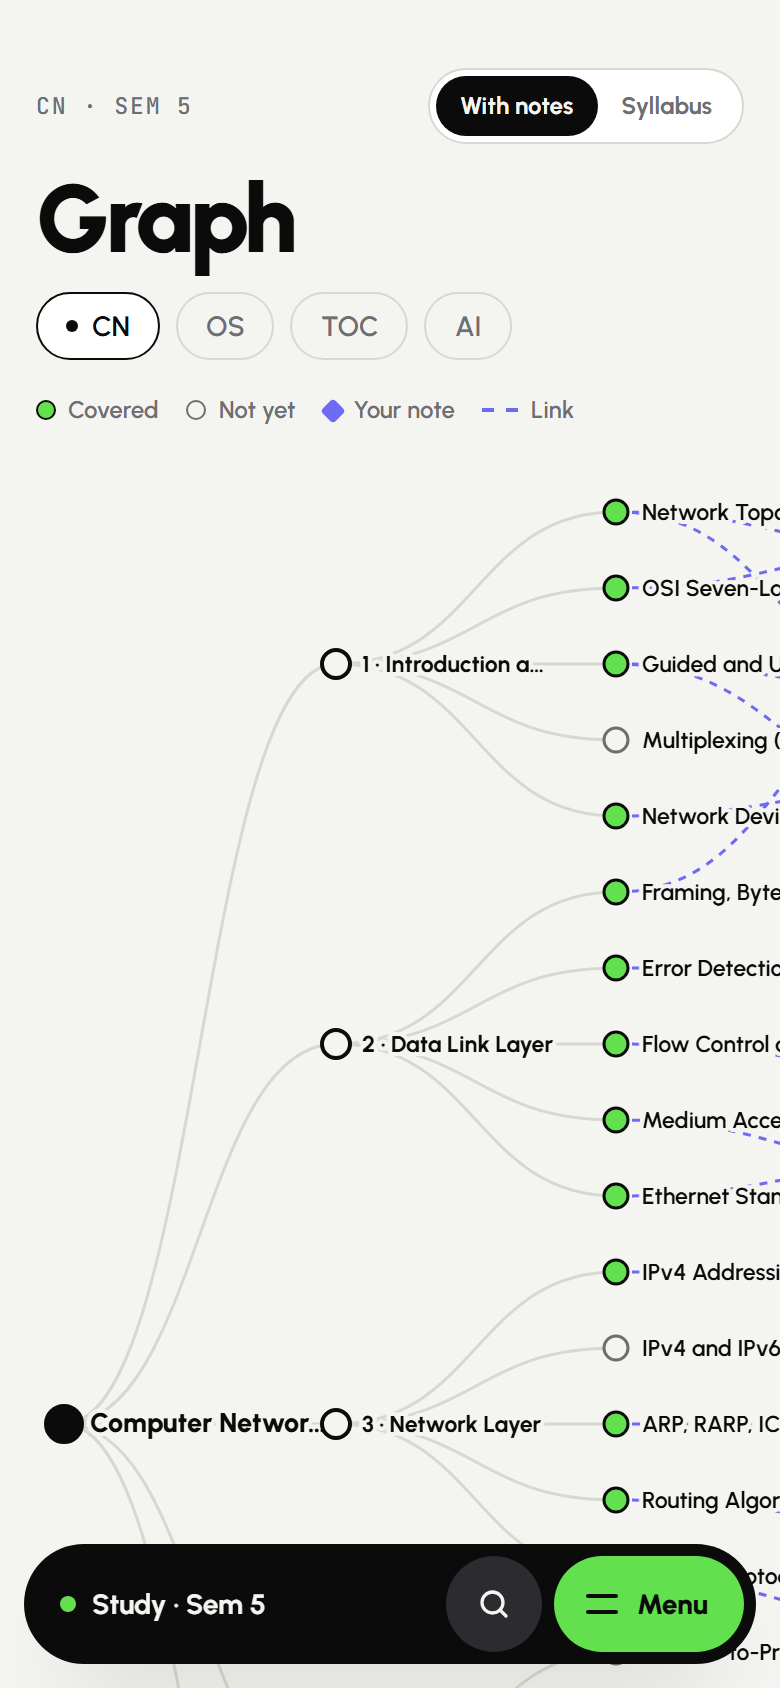 CN · SEM 5
With notes
Syllabus
Graph
CN
OS
TOC
AI
Covered
Not yet
Your note
Link
Network Topo
OSI Seven-La
1 · Introduction a...
Guided and U
Multiplexing (
Network Devi
Framing, Byte
Error Detectio
2 · Data Link Layer
Flow Control
Medium Acce
Ethernet Stan
IPv4 Addressi
IPv4 and IPv6
Computer Networ...
3 · Network Layer
ARP, RARP, IC
Routing Algor
otoc
to-Pr
Study · Sem 5
Menu